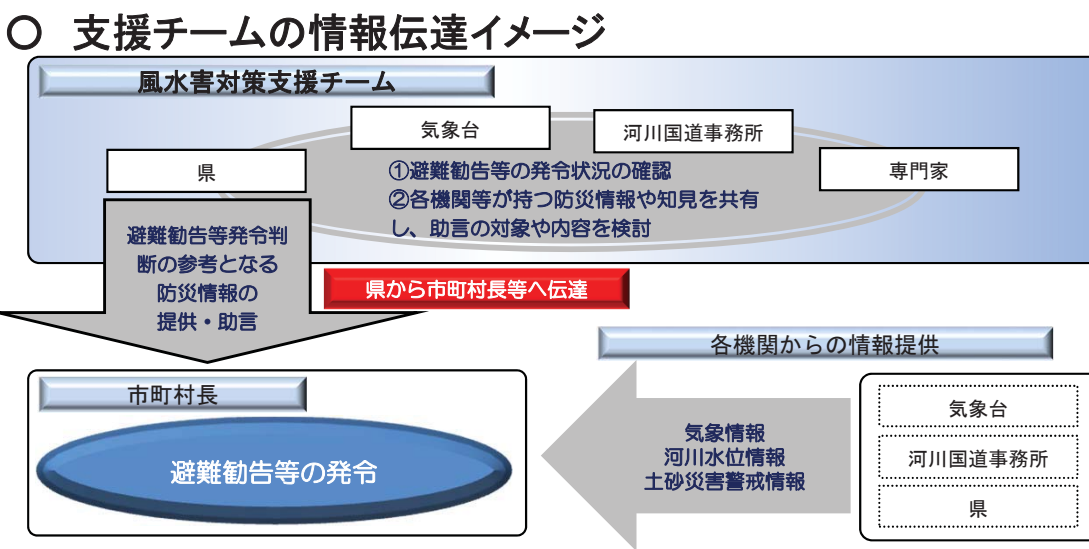 ○ 支援チームの情報伝達イメージ
風水害対策支援チーム
気象台
河川国道事務所
県
専門家
①避難勧告等の発令状況の確認
②各機関等が持つ防災情報や知見を共有
し、助言の対象や内容を検討
避難勧告等発令判
断の参考となる
防災情報の
提供・助言
県から市町村長等へ伝達
各機関からの情報提供
市町村長
避難勧告等の発令
気象情報
河川水位情報
土砂災害警戒情報
気象台
河川国道事務所
県